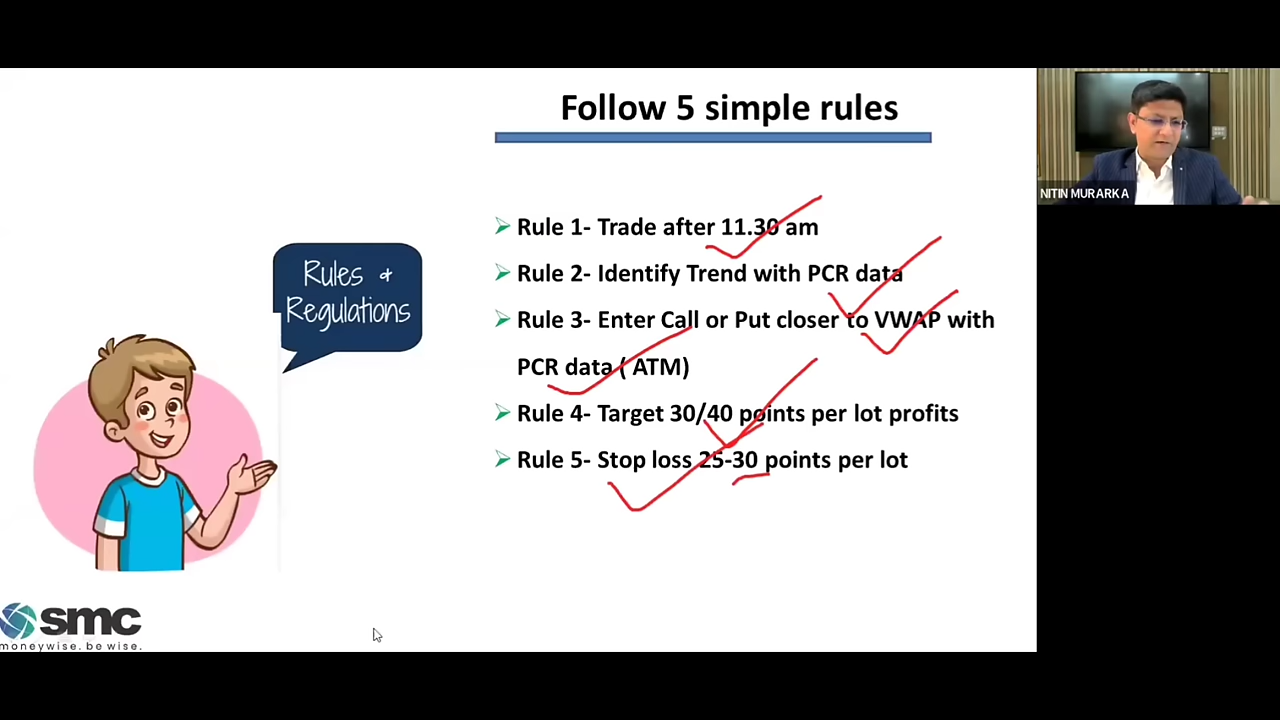 Follow 5 simple rules
Rules +
Regulations
Rule 1- Trade after 11.30 am
Rule 2- Identify Trend with PCR data
Rule 3- Enter Call or Put closer to VWAP with
PCR data ( ATM)
Rule 4- Target 30/40 points per lot profits
Rule 5- Stop loss 25-30 points per lot
smc
moneywise. be wise.
NITIN MURARKA